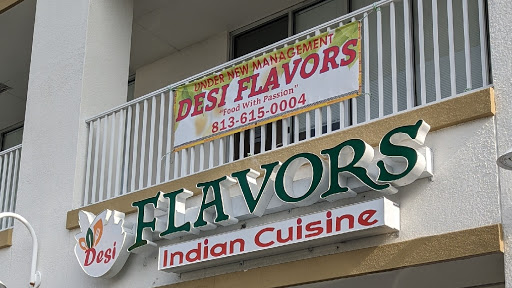 UNDER NEW MANAGEMENT
DESI FLAVORS
"Food With Passion"
813-615-0004
Desi FLAVORS
Indian Cuisine